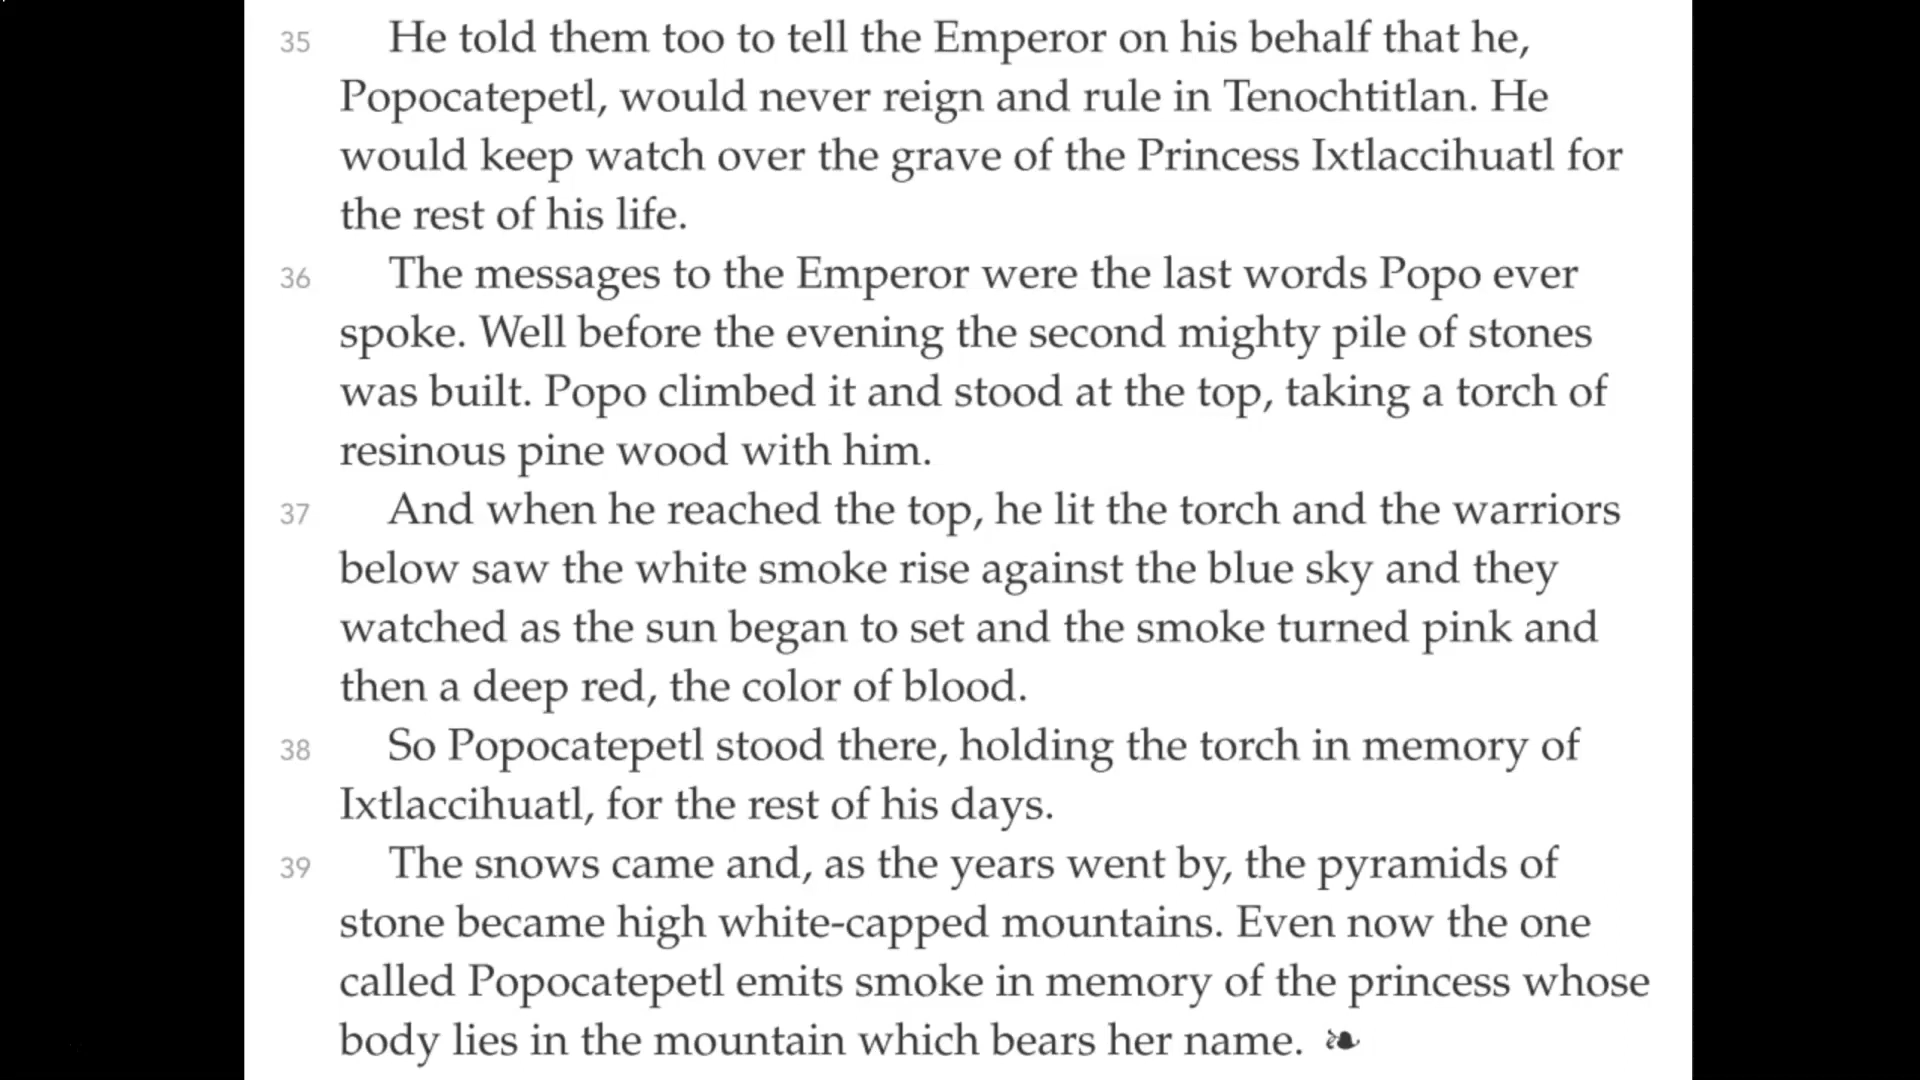 35 He told them too to tell the Emperor on his behalf that he,
Popocatepetl, would never reign and rule in Tenochtitlan. He
would keep watch over the grave of the Princess Ixtlaccihuatl for
the rest of his life.
36 The messages to the Emperor were the last words Popo ever
spoke. Well before the evening the second mighty pile of stones
was built. Popo climbed it and stood at the top, taking a torch of
resinous pine wood with him.
37 And when he reached the top, he lit the torch and the warriors
below saw the white smoke rise against the blue sky and they
watched as the sun began to set and the smoke turned pink and
then a deep red, the color of blood.
38 So Popocatepetl stood there, holding the torch in memory of
Ixtlaccihuatl, for the rest of his days.
39 The snows came and, as the years went by, the pyramids of
stone became high white-capped mountains. Even now the one
called Popocatepetl emits smoke in memory of the princess whose
body lies in the mountain which bears her name. ❧